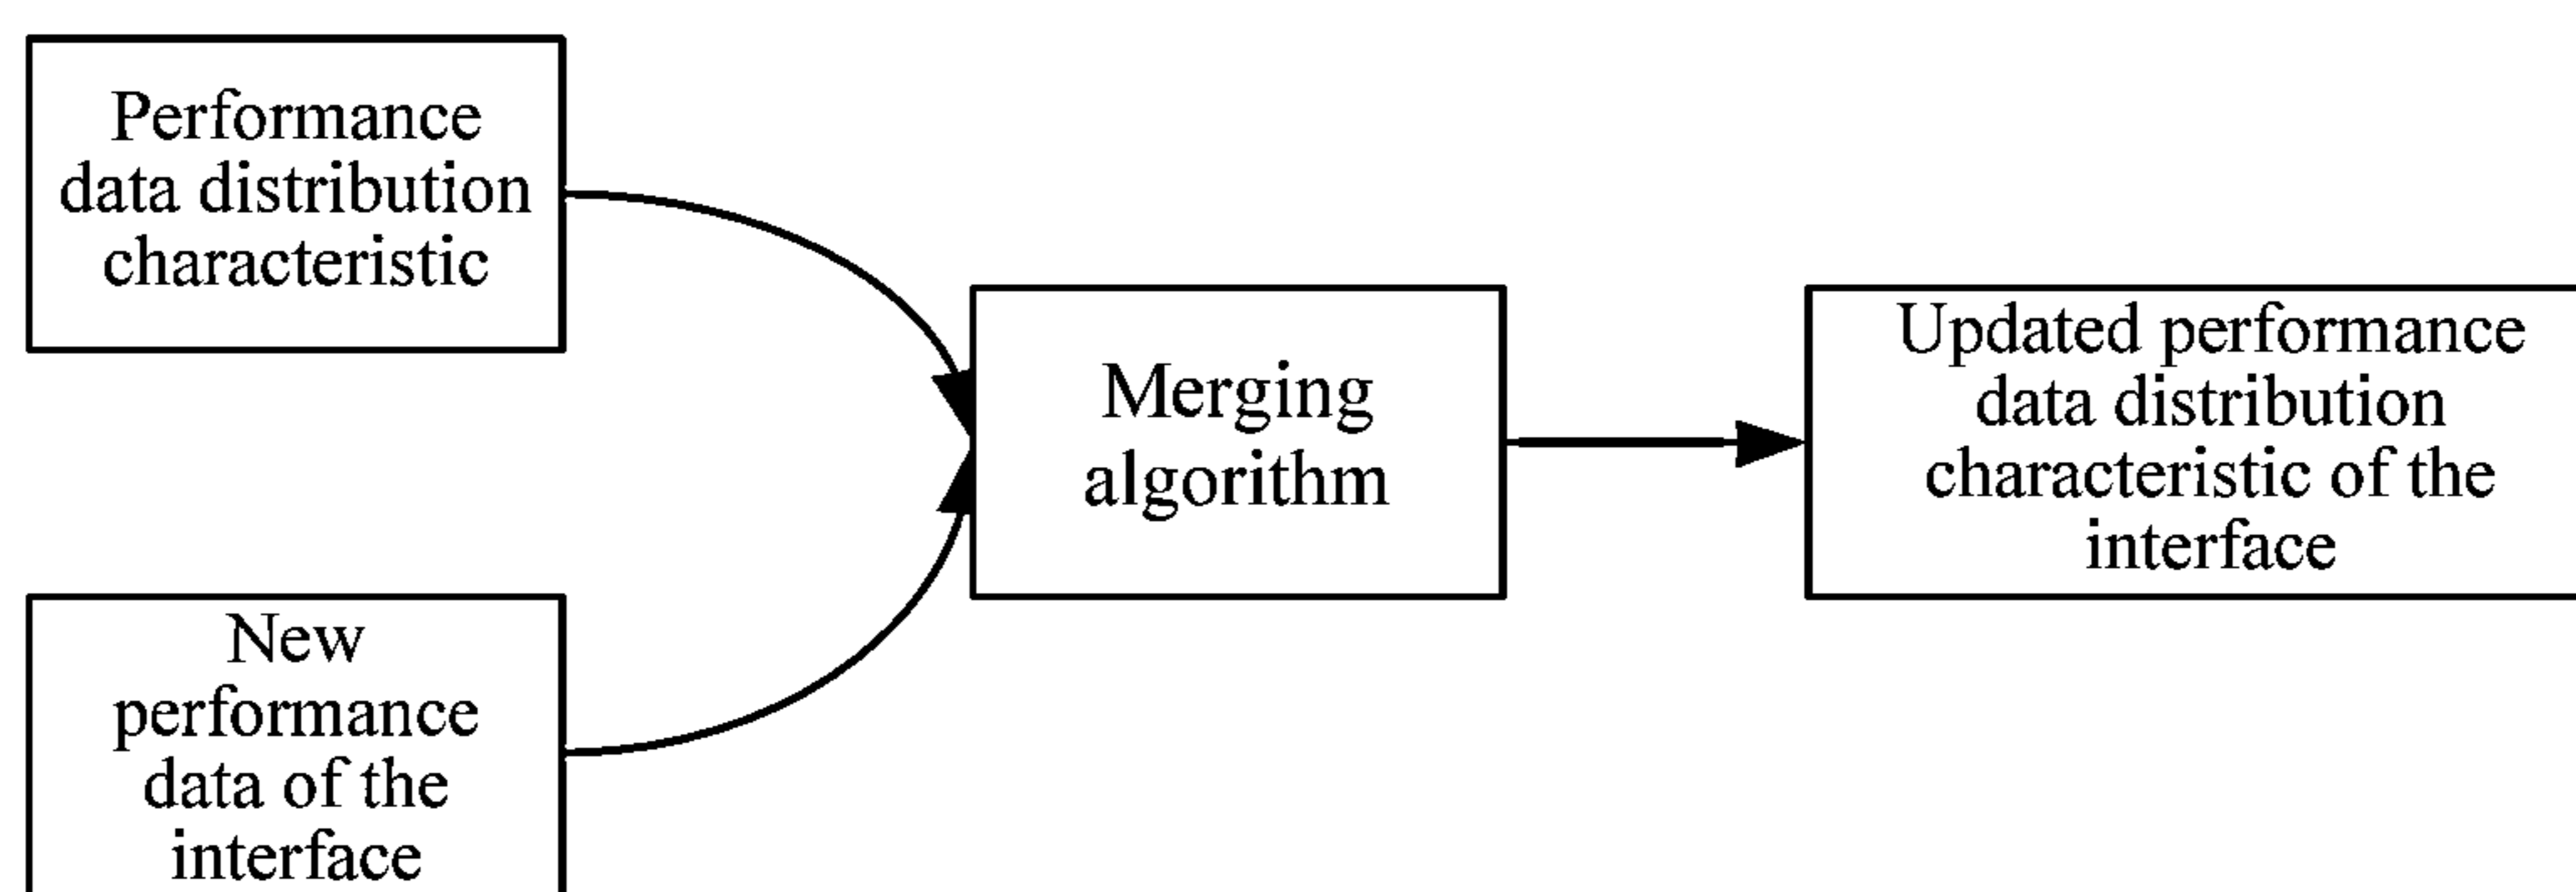 Performance
data distribution
characteristic
New
performance
data of the
interface
Merging
algorithm
Updated performance
data distribution
characteristic of the
interface